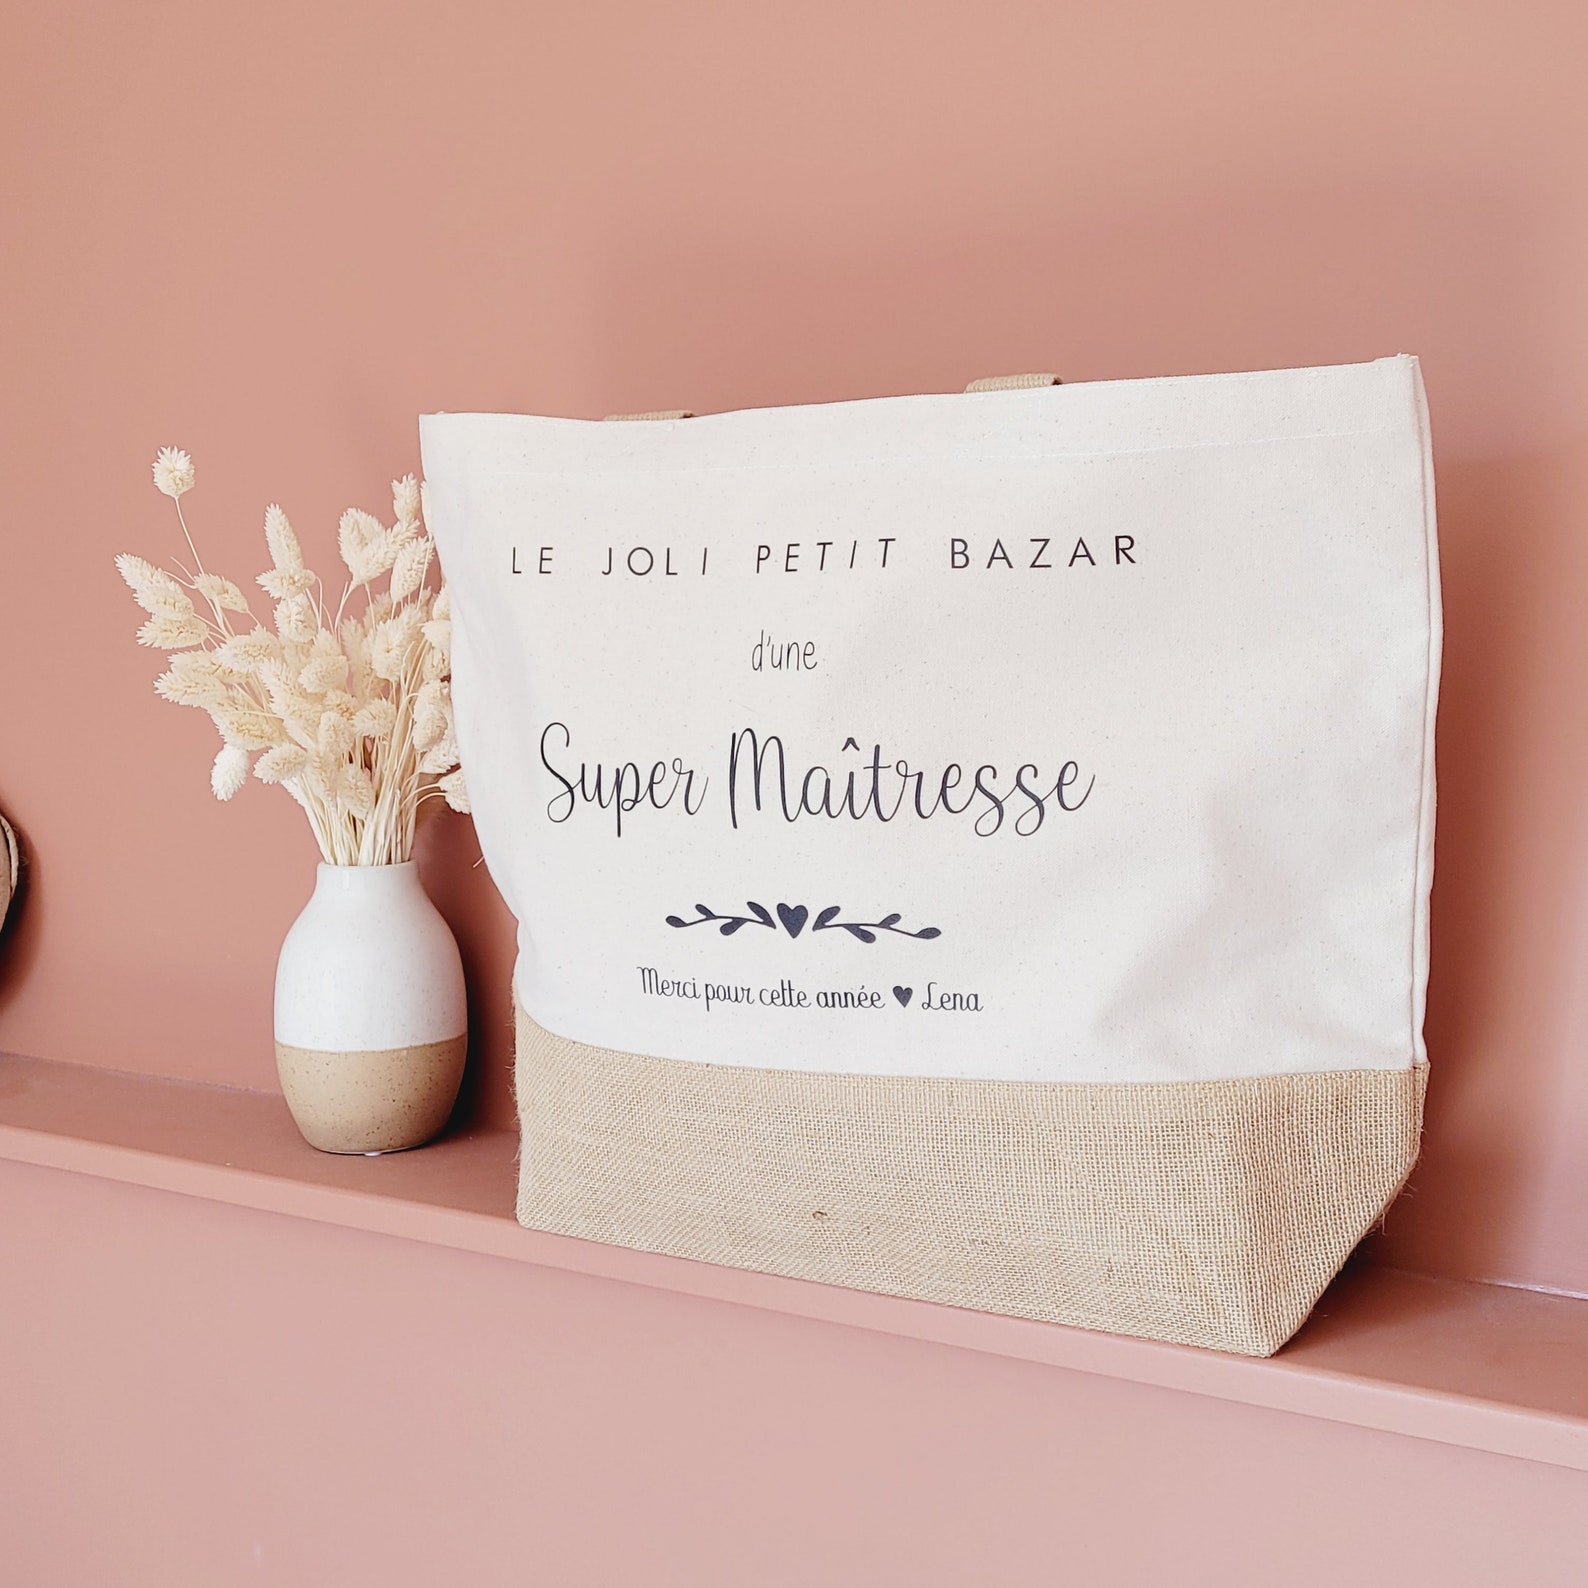 LE JOLI PETIT BAZAR
d'une
Super Maîtresse
Merci pour cette année ♥ Lena